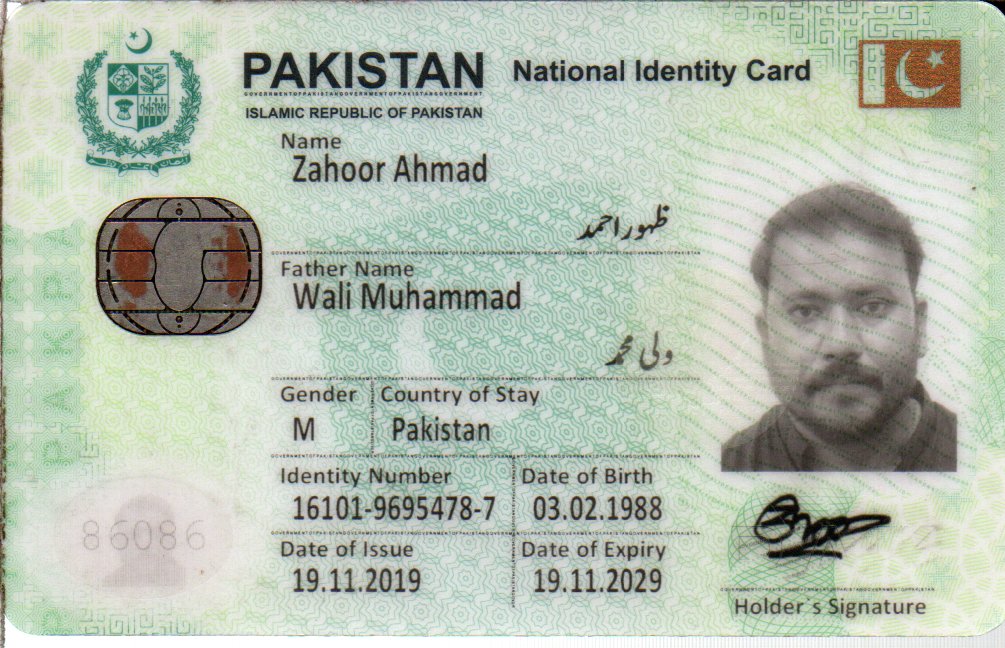 PAKISTAN National Identity Card
ISLAMIC REPUBLIC OF PAKISTAN
Name
Zahoor Ahmad
ظہور احمد
Father Name
Wali Muhammad
ولی محمد
Gender Country of Stay
M Pakistan
Identity Number Date of Birth
16101-9695478-7 03.02.1988
Date of Issue Date of Expiry
19.11.2019 19.11.2029
86086
Holder`s Signature
PAKPAK